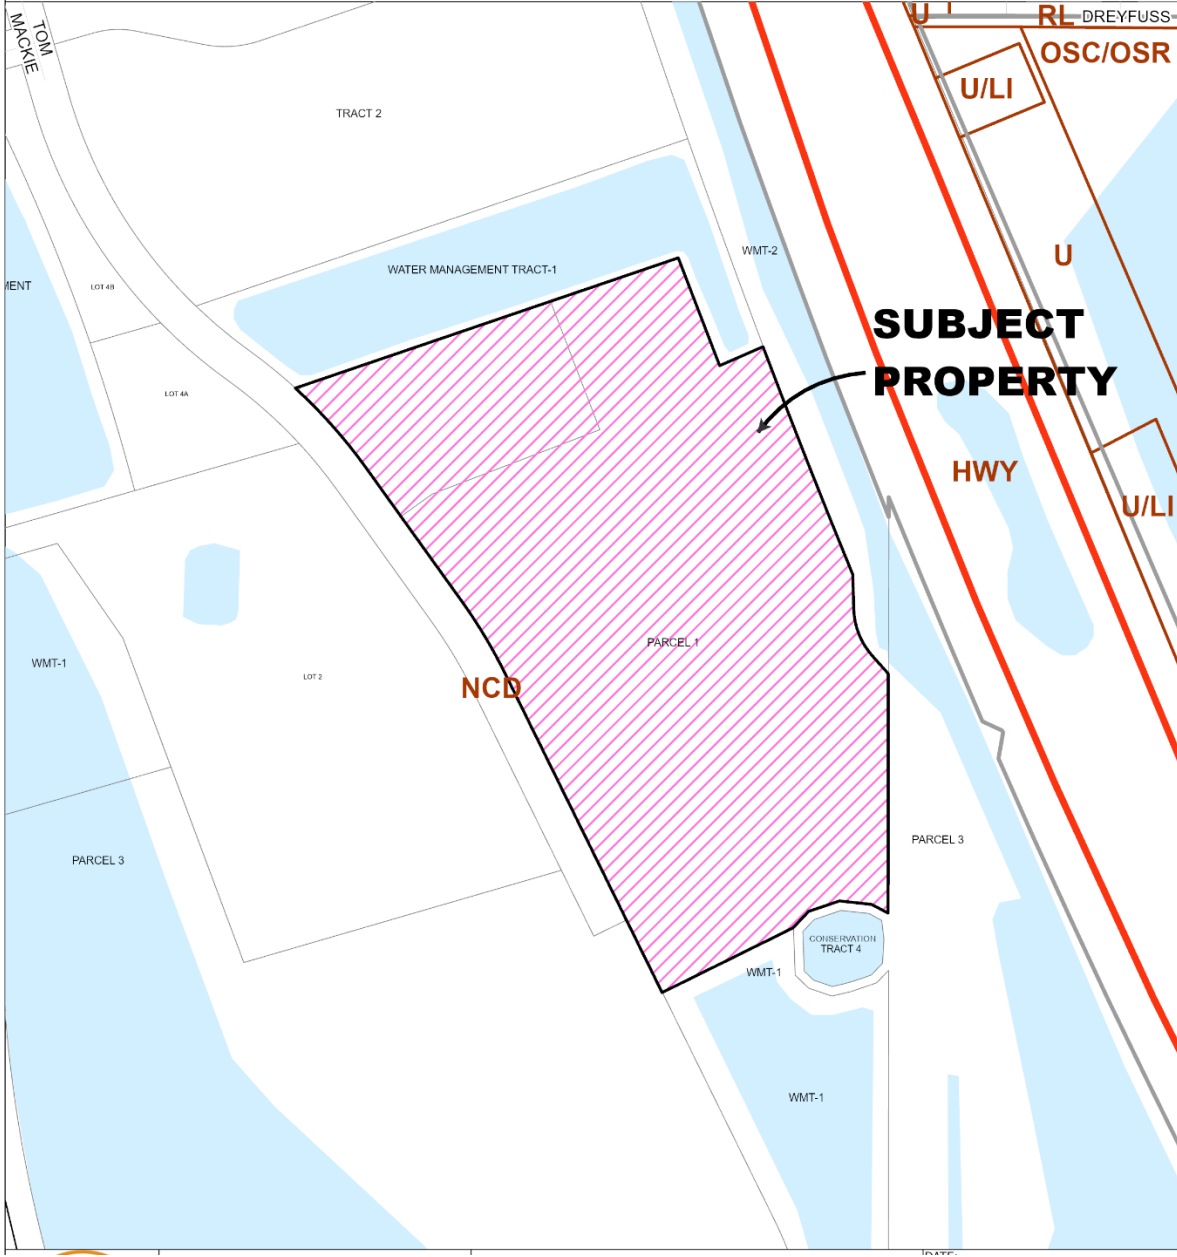 TOM
MACKIE
U
RL
DREYFUSS
OSC/OSR
U/LI
TRACT 2
WMT-2
U
WATER MANAGEMENT TRACT-1
LOT 4B
SUBJECT
PROPERTY
LOT 4A
HWY
U/LI
PARCEL 1
WMT-1
LOT 2
NCD
PARCEL 3
PARCEL 3
CONSERVATION
TRACT 4
WMT-1
WMT-1
DATE: